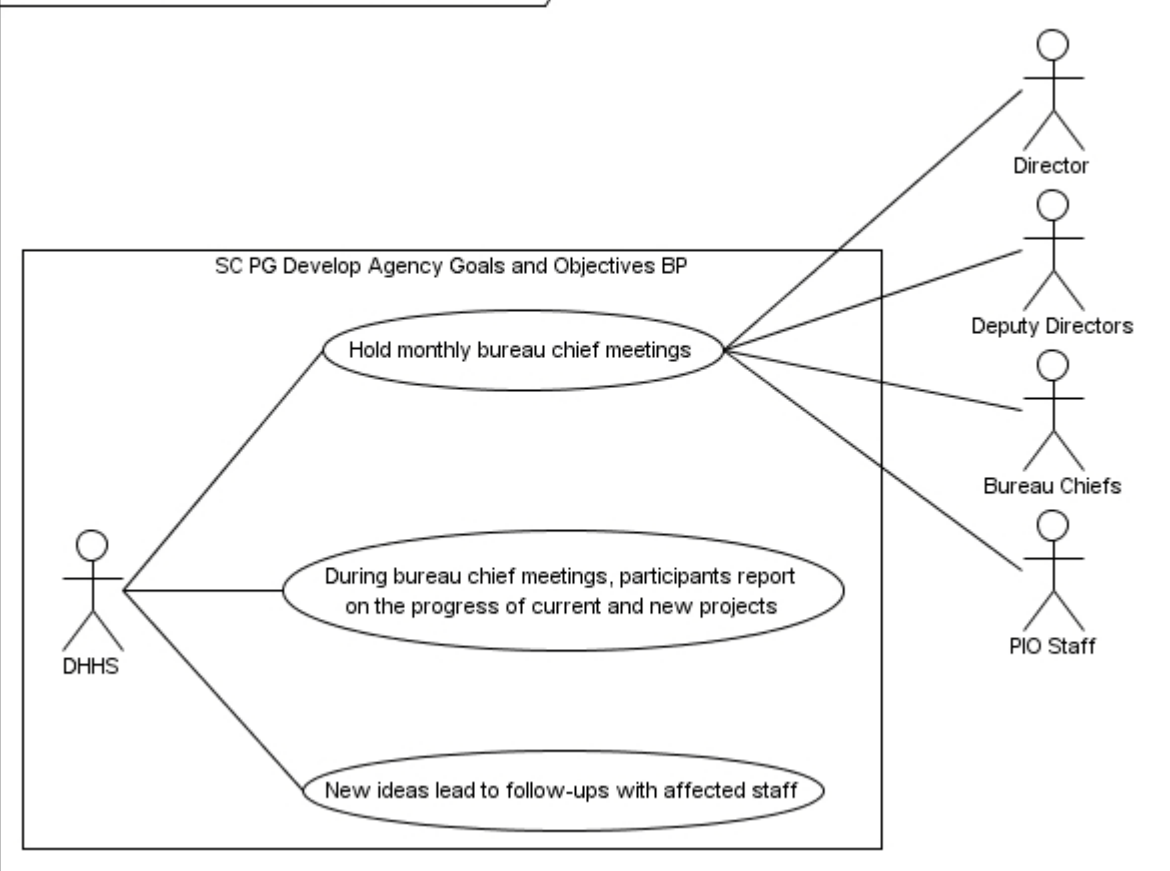 Director
Deputy Directors
SC PG Develop Agency Goals and Objectives BP
Hold monthly bureau chief meetings
Bureau Chiefs
During bureau chief meetings, participants report
on the progress of current and new projects
PIO Staff
DHHS
New ideas lead to follow-ups with affected staff